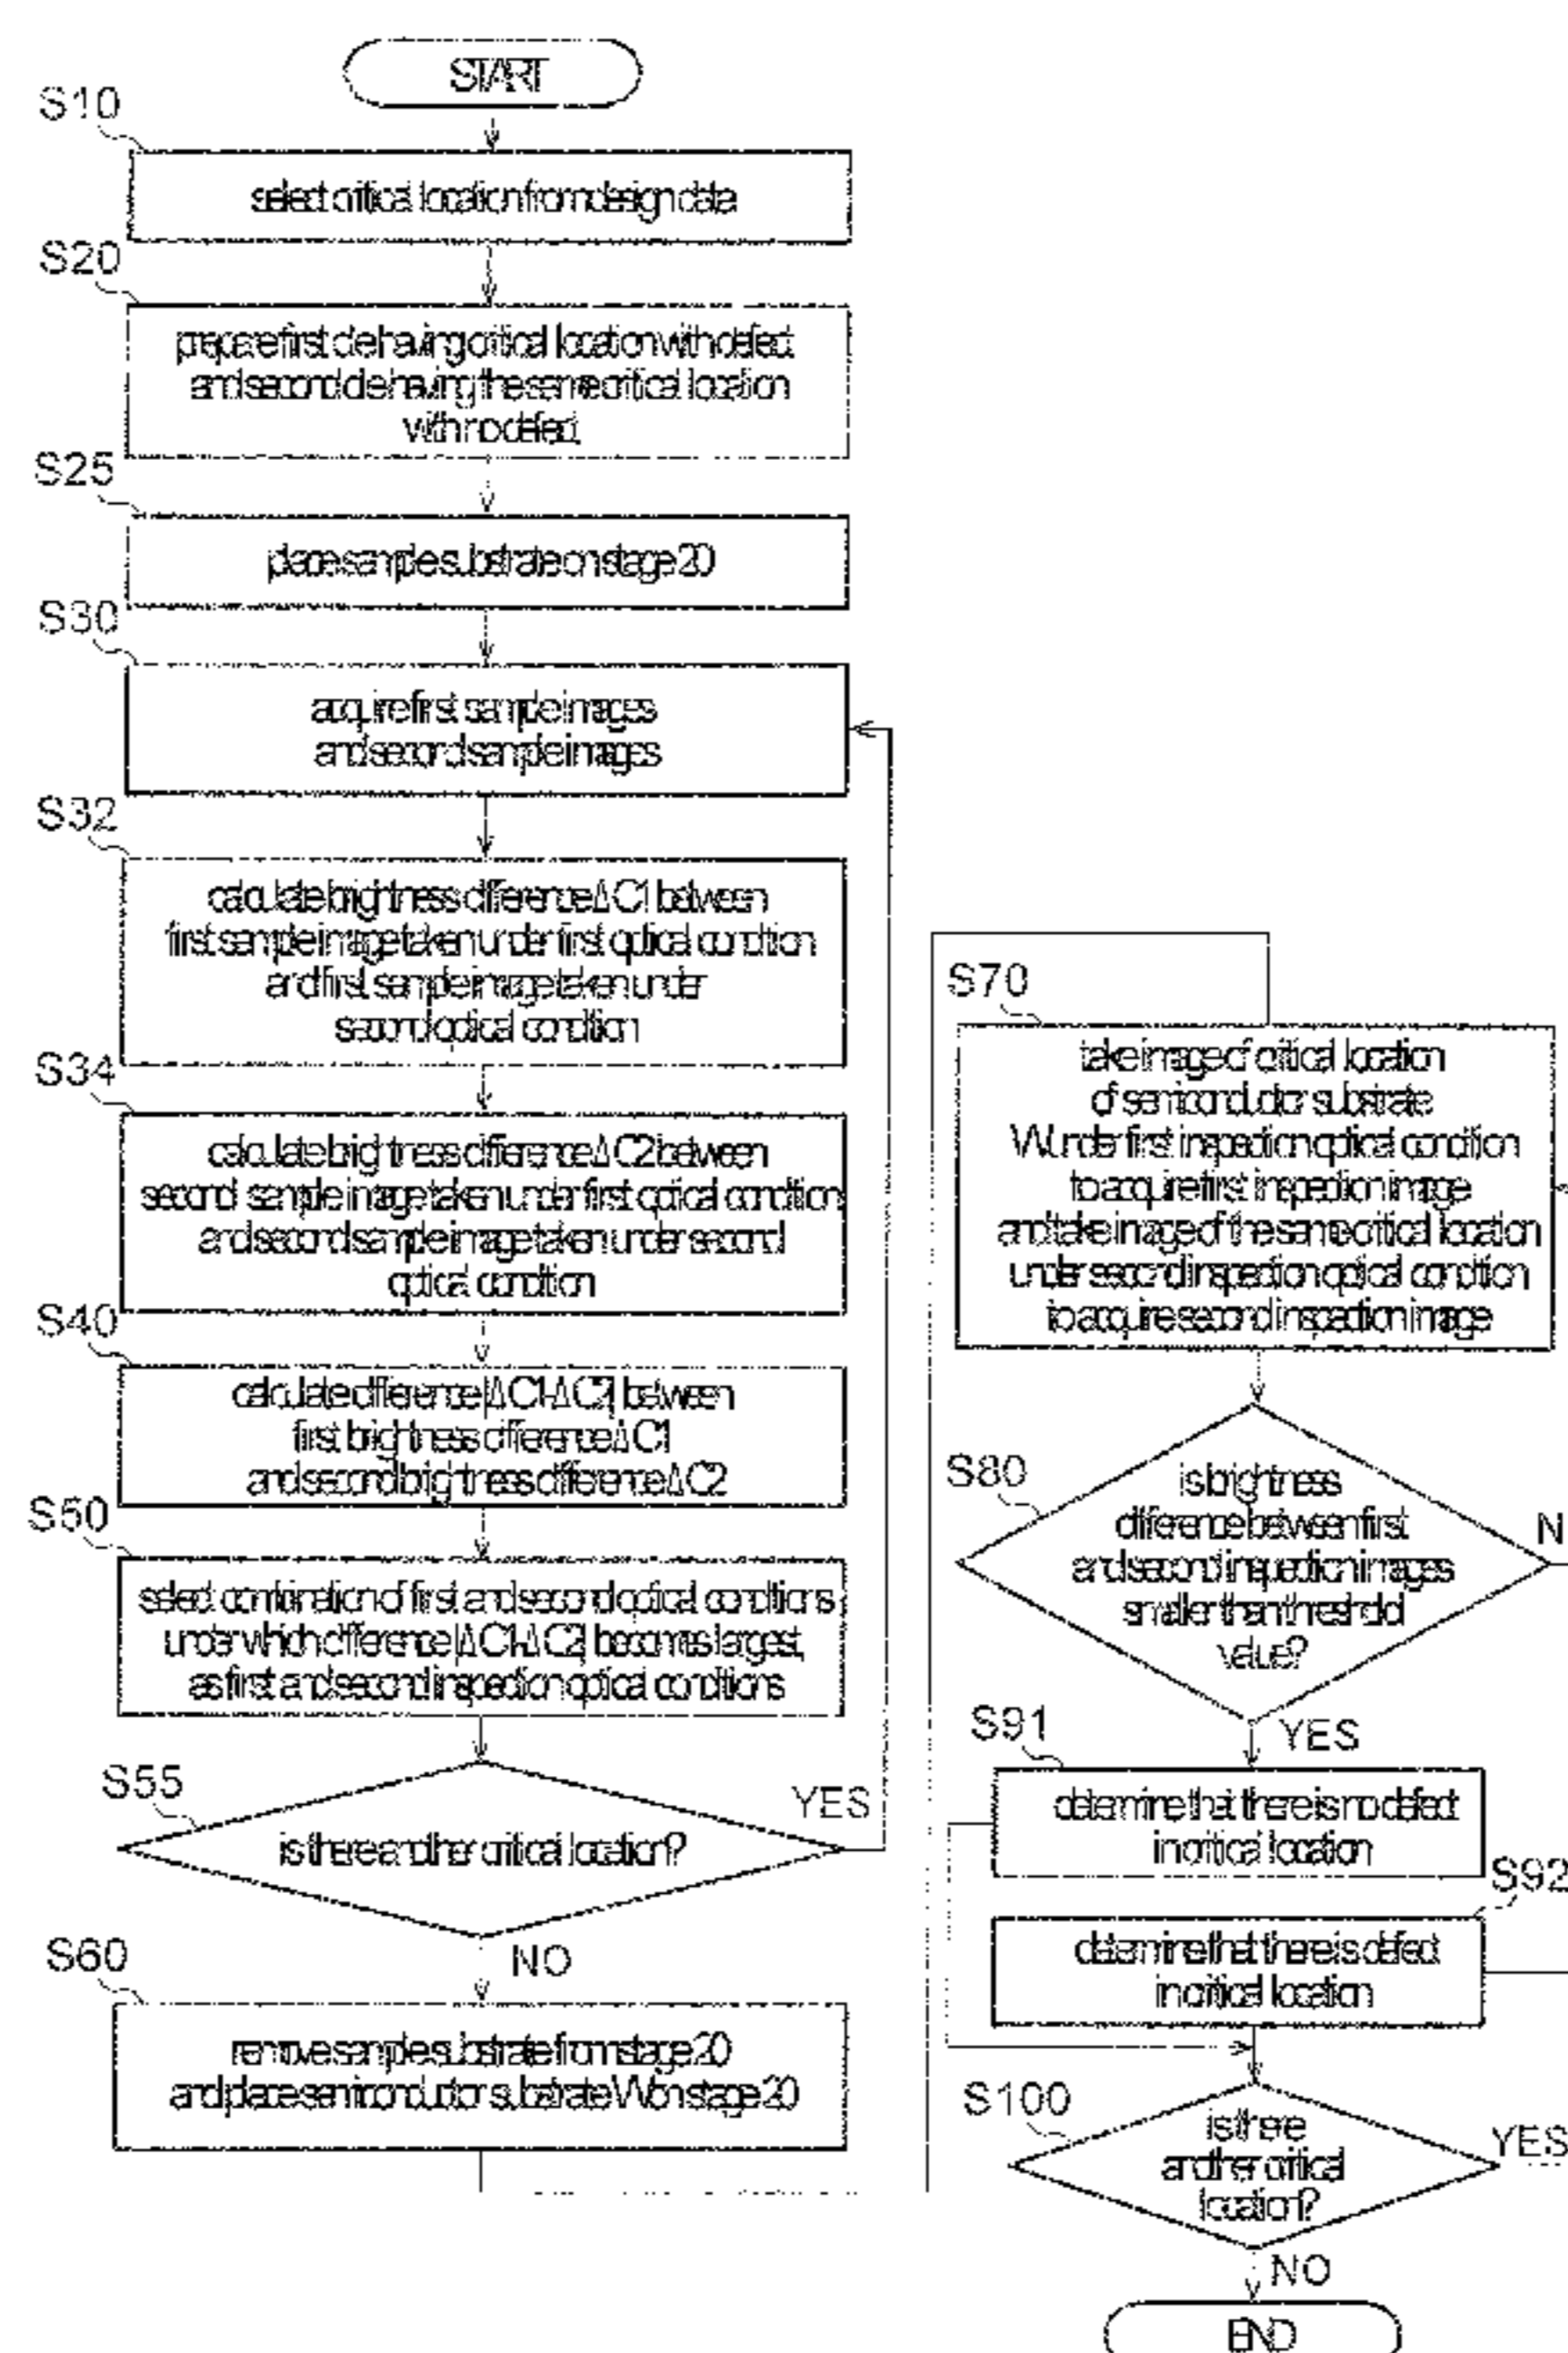 START
S10
select critical location from design data
S20
prepare first die having critical location with defect
and second die having the same critical location
with no defect
S25
place sample substrate on stage 20
S30
acquire first sample images
and second sample images
S32
calculate brightness difference ΔC1 between
first sample image taken under first optical condition
and first sample image taken under
second optical condition
S34
calculate brightness difference ΔC2 between
second sample image taken under first optical condition
and second sample image taken under second
optical condition
S40
calculate difference |ΔC1-ΔC2| between
first brightness difference ΔC1
and second brightness difference ΔC2
S50
select combination of first and second optical conditions
under which difference |ΔC1-ΔC2| becomes largest,
as first and second inspection optical conditions
S55
is there another critical location?
YES
NO
S60
remove sample substrate from stage 20
and place semiconductor substrate W on stage 20
S70
take image of critical location
of semiconductor substrate
W under first inspection optical condition
to acquire first inspection image
and take image of the same critical location
under second inspection optical condition
to acquire second inspection image
S80
is brightness
difference between first
and second inspection images
smaller than threshold
value?
N
YES
S91
determine that there is no defect
in critical location
S92
determine that there is defect
in critical location
S100
is there
another critical
location?
YES
NO
END